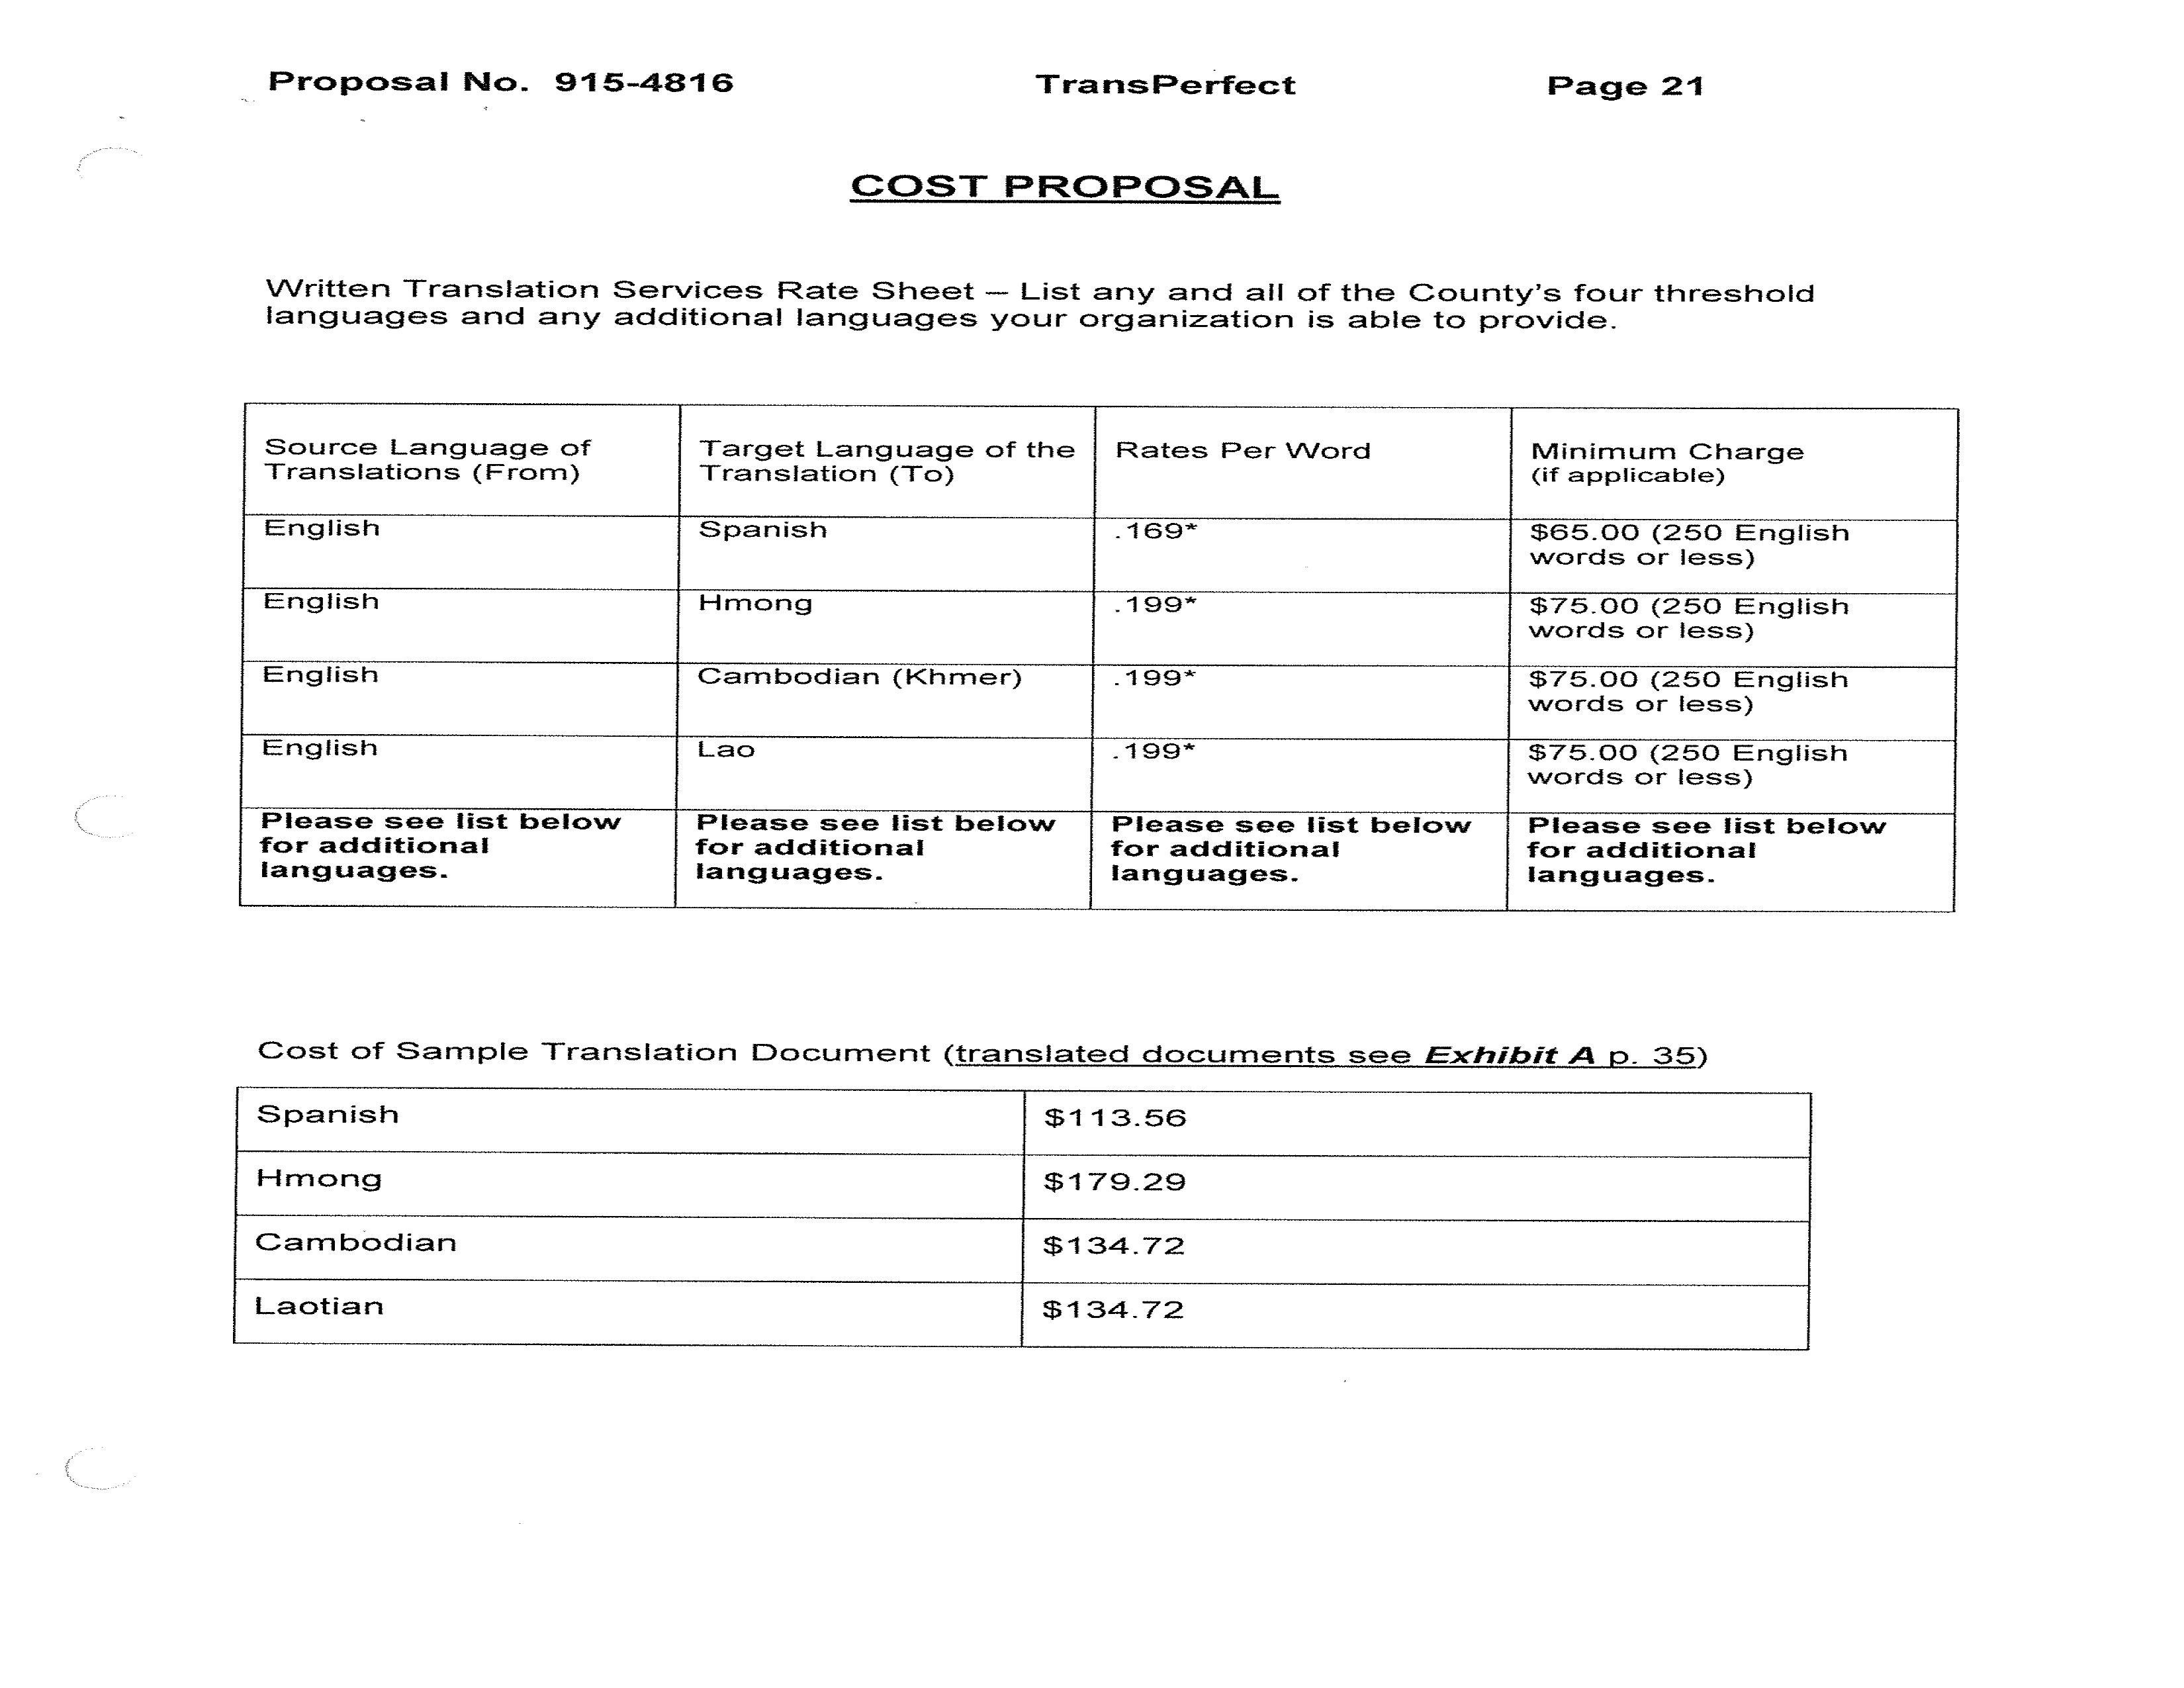 Proposal No. 915-4816 TransPerfect Page 21
COST PROPOSAL
Written Translation Services Rate Sheet – List any and all of the County's four threshold
languages and any additional languages your organization is able to provide.
Source Language of
Translations (From)
Target Language of the
Translation (To)
Rates Per Word
Minimum Charge
(if applicable)
English
Spanish
.169*
$65.00 (250 English
words or less)
English
Hmong
.199*
$75.00 (250 English
words or less)
English
Cambodian (Khmer)
.199*
$75.00 (250 English
words or less)
English
Lao
.199*
$75.00 (250 English
words or less)
Please see list below
for additional
languages.
Please see list below
for additional
languages.
Please see list below
for additional
languages.
Please see list below
for additional
languages.
Cost of Sample Translation Document (translated documents see Exhibit A p. 35)
Spanish
$113.56
Hmong
$179.29
Cambodian
$134.72
Laotian
$134.72